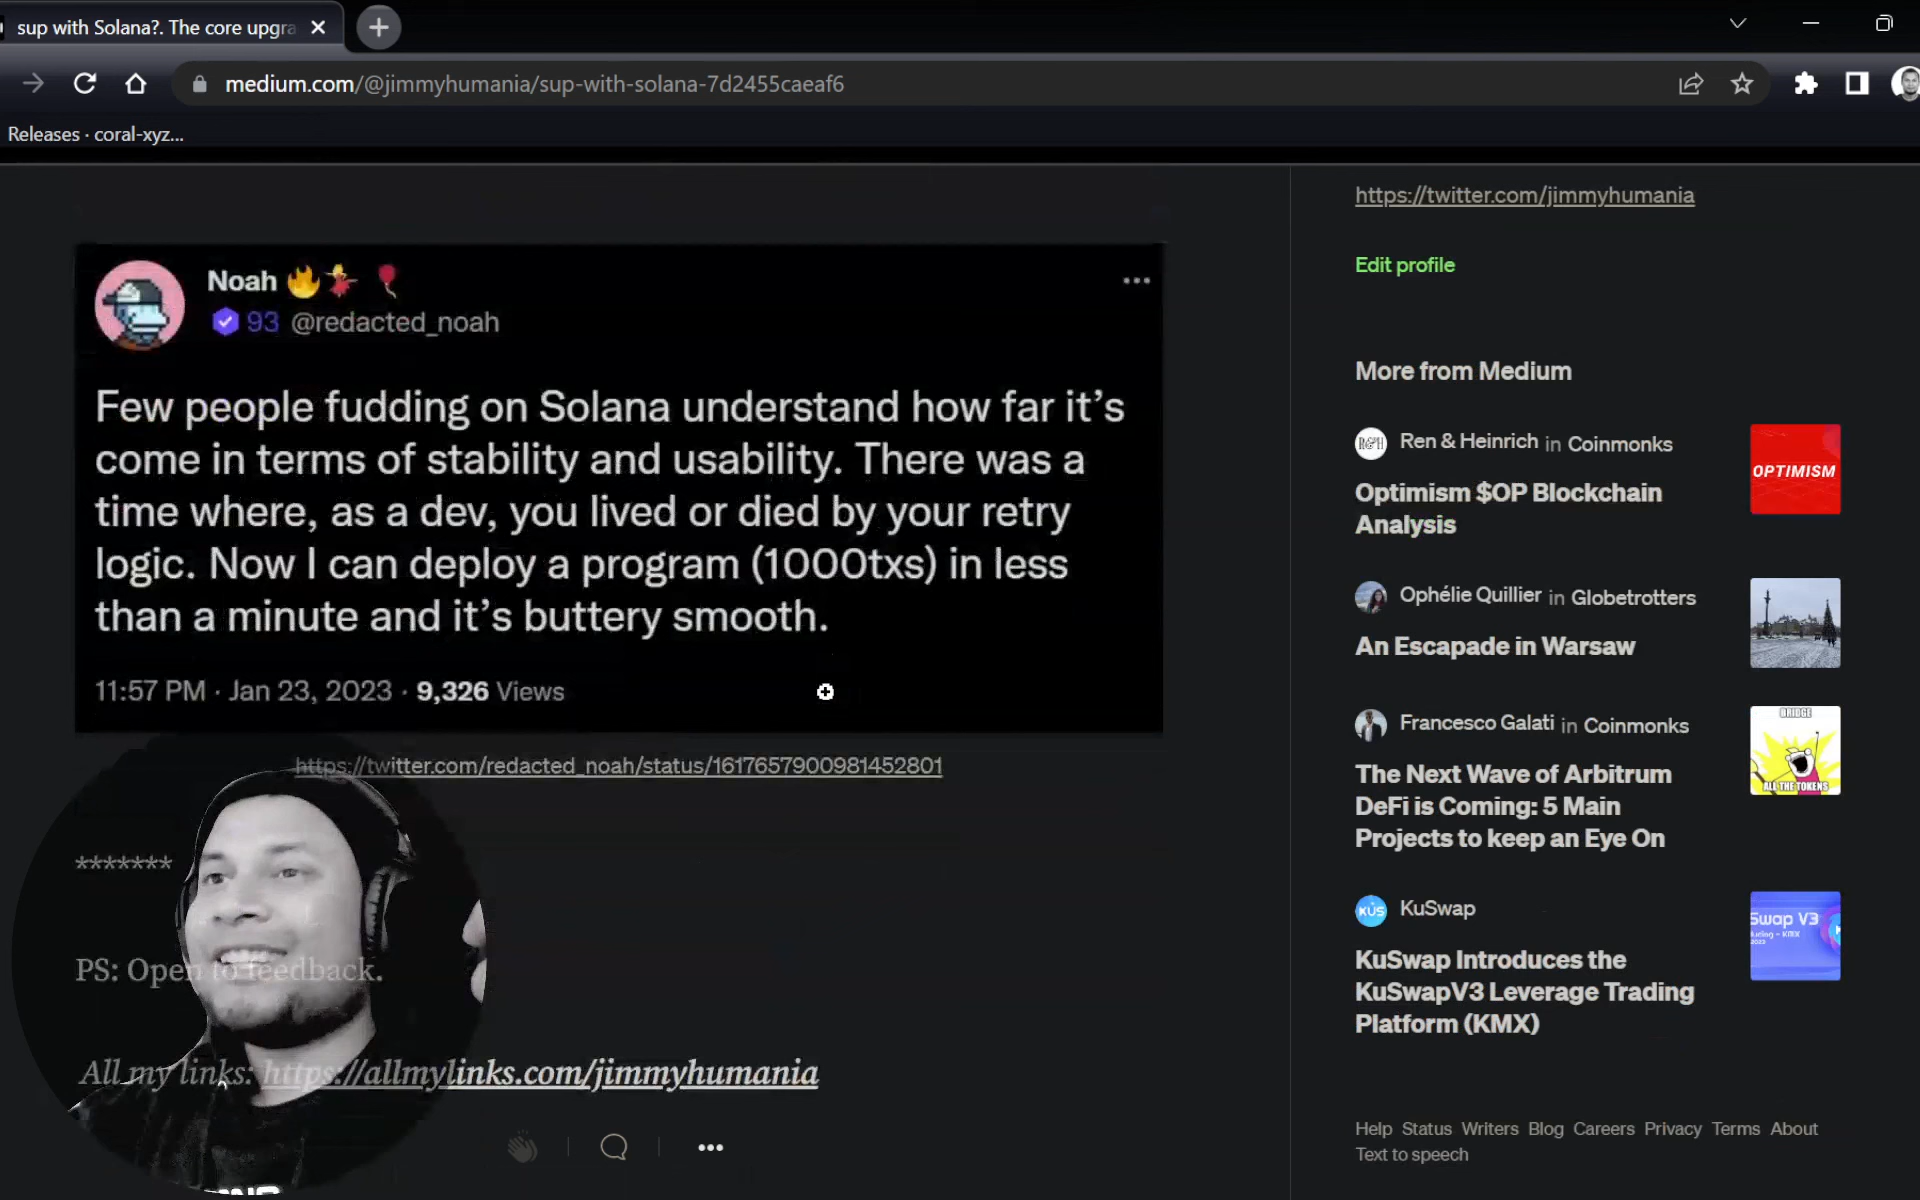 sup with Solana?. The core upgra
medium.com/@jimmyhumania/sup-with-solana-7d2455caeaf6
Releases · coral-xyz...
Noah
93 @redacted_noah
Few people fudding on Solana understand how far it's
come in terms of stability and usability. There was a
time where, as a dev, you lived or died by your retry
logic. Now I can deploy a program (1000txs) in less
than a minute and it's buttery smooth.
11:57 PM · Jan 23, 2023 · 9,326 Views
https://twitter.com/redacted_noah/status/1617657900981452801
*******
PS: Open to feedback.
All my links: https://allmylinks.com/jimmyhumania
https://twitter.com/jimmyhumania
Edit profile
More from Medium
R&H
Ren & Heinrich in Coinmonks
Optimism $OP Blockchain
Analysis
OPTIMISM
Ophélie Quillier in Globetrotters
An Escapade in Warsaw
Francesco Galati in Coinmonks
The Next Wave of Arbitrum
DeFi is Coming: 5 Main
Projects to keep an Eye On
BRIDGE
ALL THE TOKENS
KUS
KuSwap
KuSwap Introduces the
KuSwapV3 Leverage Trading
Platform (KMX)
Swap V3
Help Status Writers Blog Careers Privacy Terms About
Text to speech